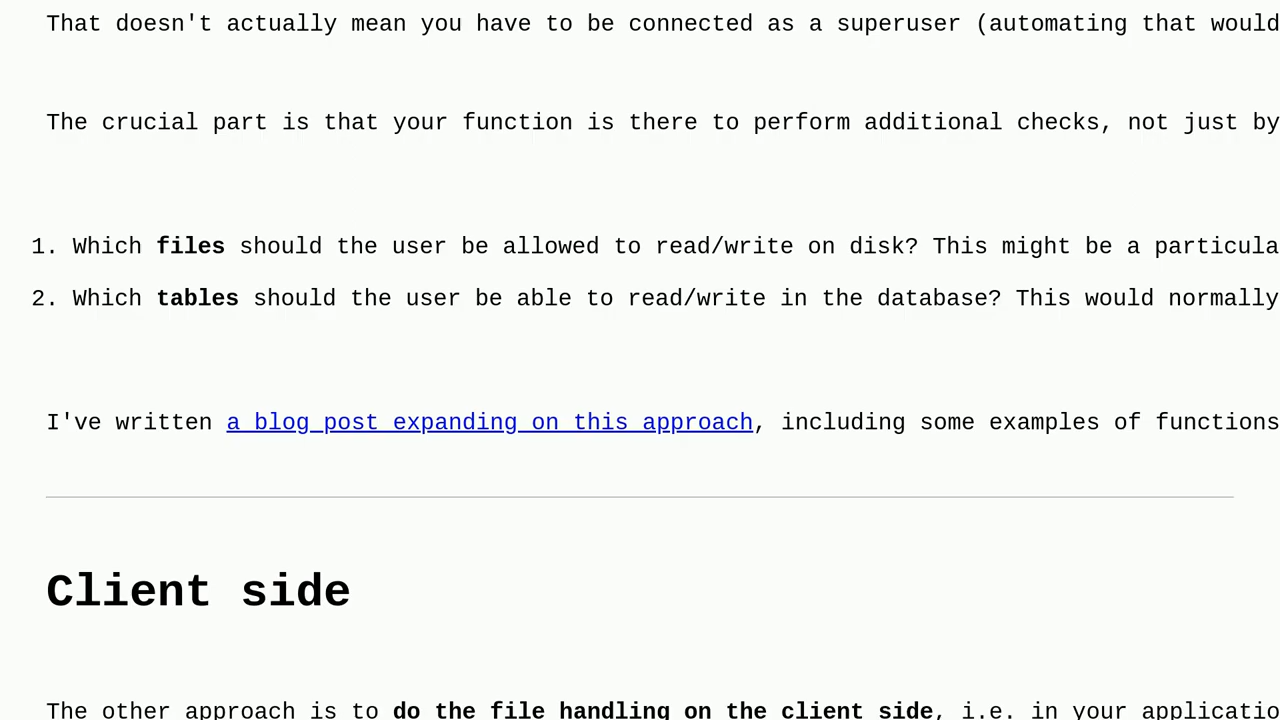 That doesn't actually mean you have to be connected as a superuser (automating that would
The crucial part is that your function is there to perform additional checks, not just by
1. Which files should the user be allowed to read/write on disk? This might be a particula
2. Which tables should the user be able to read/write in the database? This would normally
I've written a blog post expanding on this approach, including some examples of functions
Client side
The other approach is to do the file handling on the client side, i.e. in your applicatio